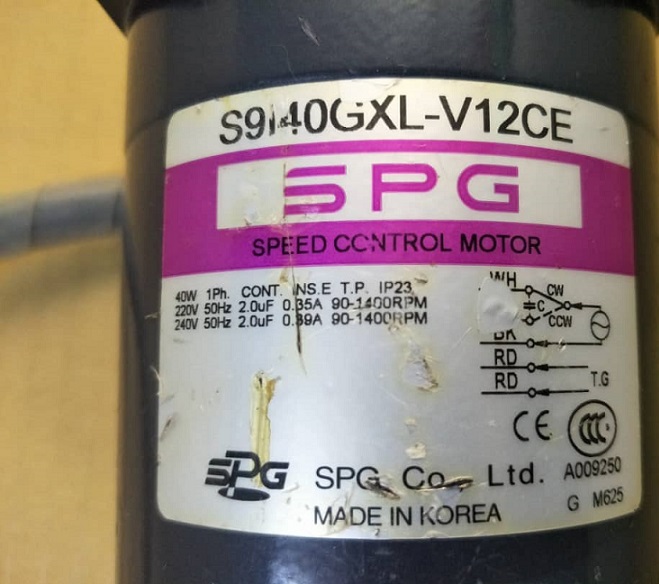 S9I40GXL-V12CE
SPG
SPEED CONTROL MOTOR
40W 1Ph. CONT. INS.E T.P. IP23
220V 50Hz 2.0uF 0.35A 90-1400RPM
240V 50Hz 2.0uF 0.39A 90-1400RPM
WH
CW
C
CCW
BK
RD
RD
T.G
CE
CCC
SPG
SPG Co., Ltd.
A009250
MADE IN KOREA
G M625